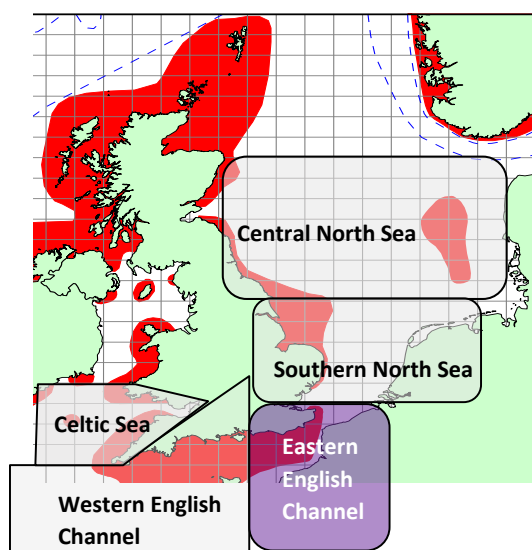 Central North Sea
Southern North Sea
Celtic Sea
Eastern
English
Channel
Western English
Channel